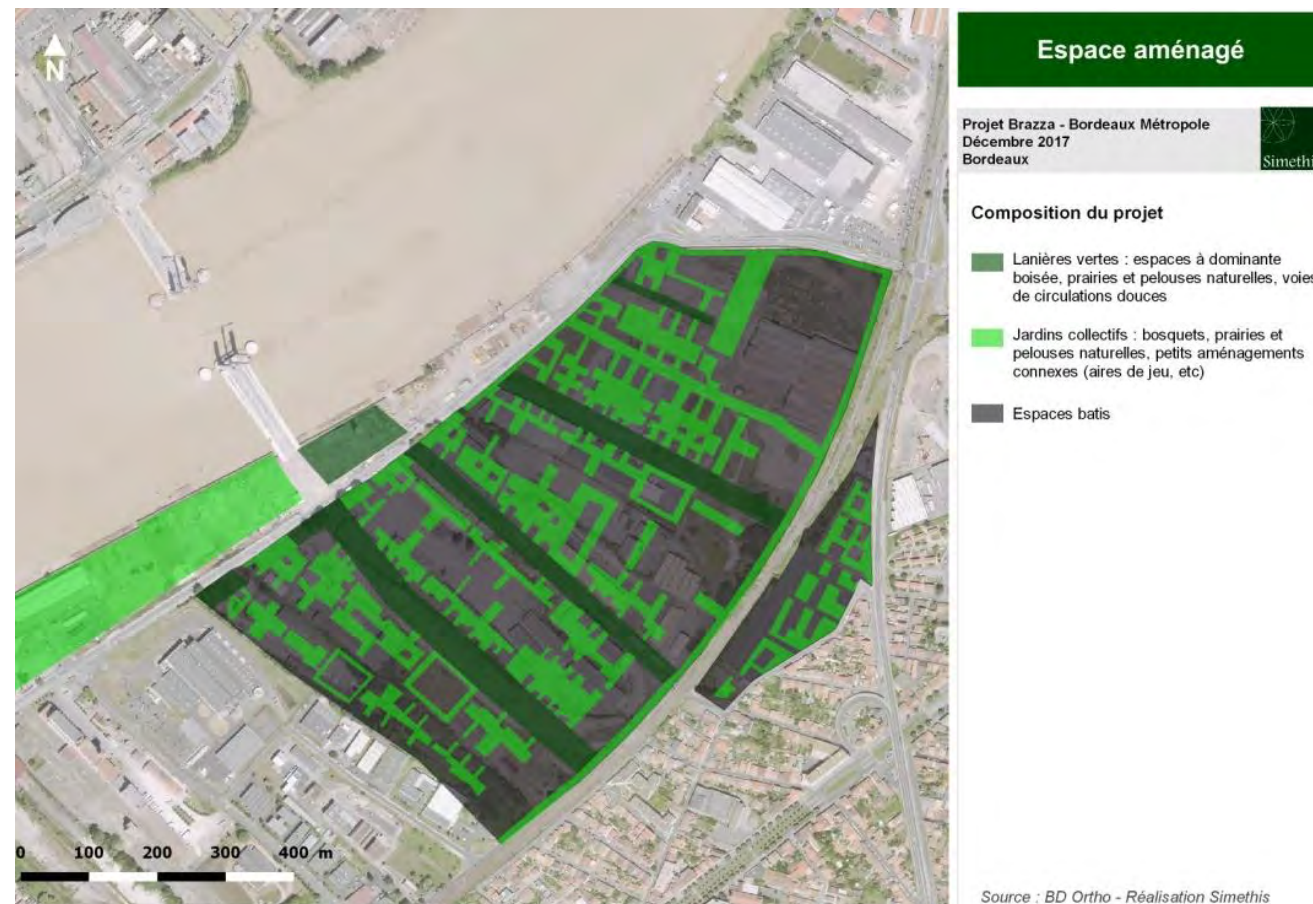 N
Espace aménagé
Projet Brazza - Bordeaux Métropole
Décembre 2017
Bordeaux
Simethi
Composition du projet
Lanières vertes : espaces à dominante
boisée, prairies et pelouses naturelles, voies
de circulations douces
Jardins collectifs : bosquets, prairies et
pelouses naturelles, petits aménagements
connexes (aires de jeu, etc)
Espaces batis
0 100 200 300 400 m
Source : BD Ortho - Réalisation Simethis